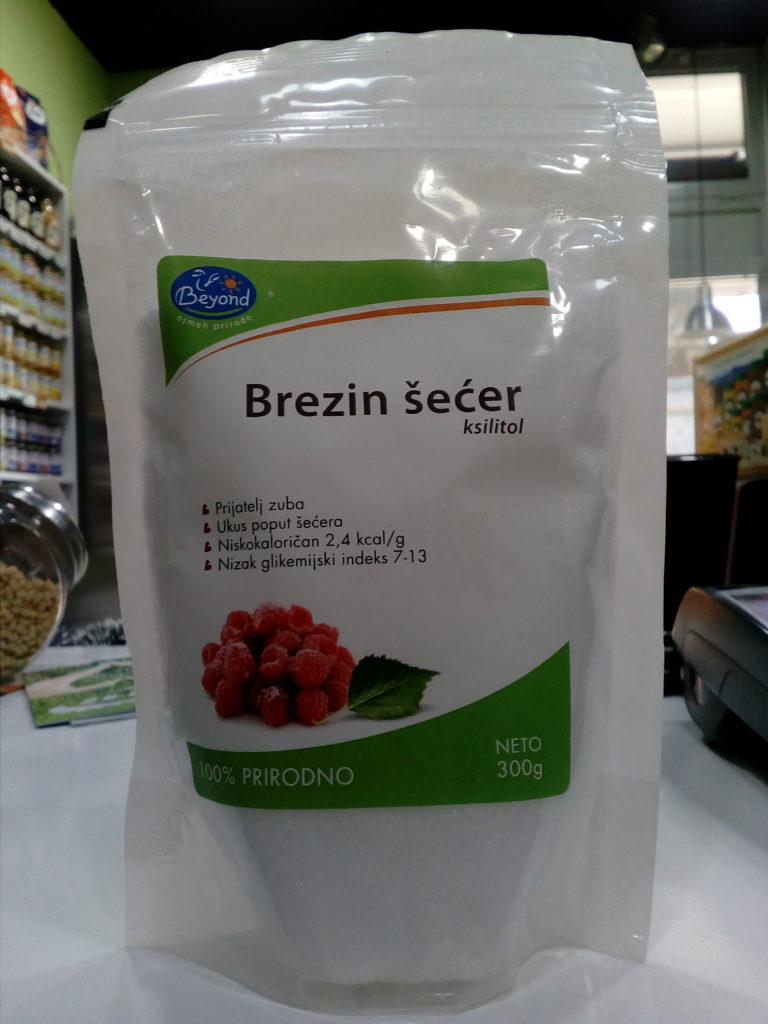 Beyond
osmeh prirode
Brezin šećer
ksilitol
Prijatelj zuba
Ukus poput šećera
Niskokaloričan 2,4 kcal/g
Nizak glikemijski indeks 7-13
100% PRIRODNO
NETO
300g